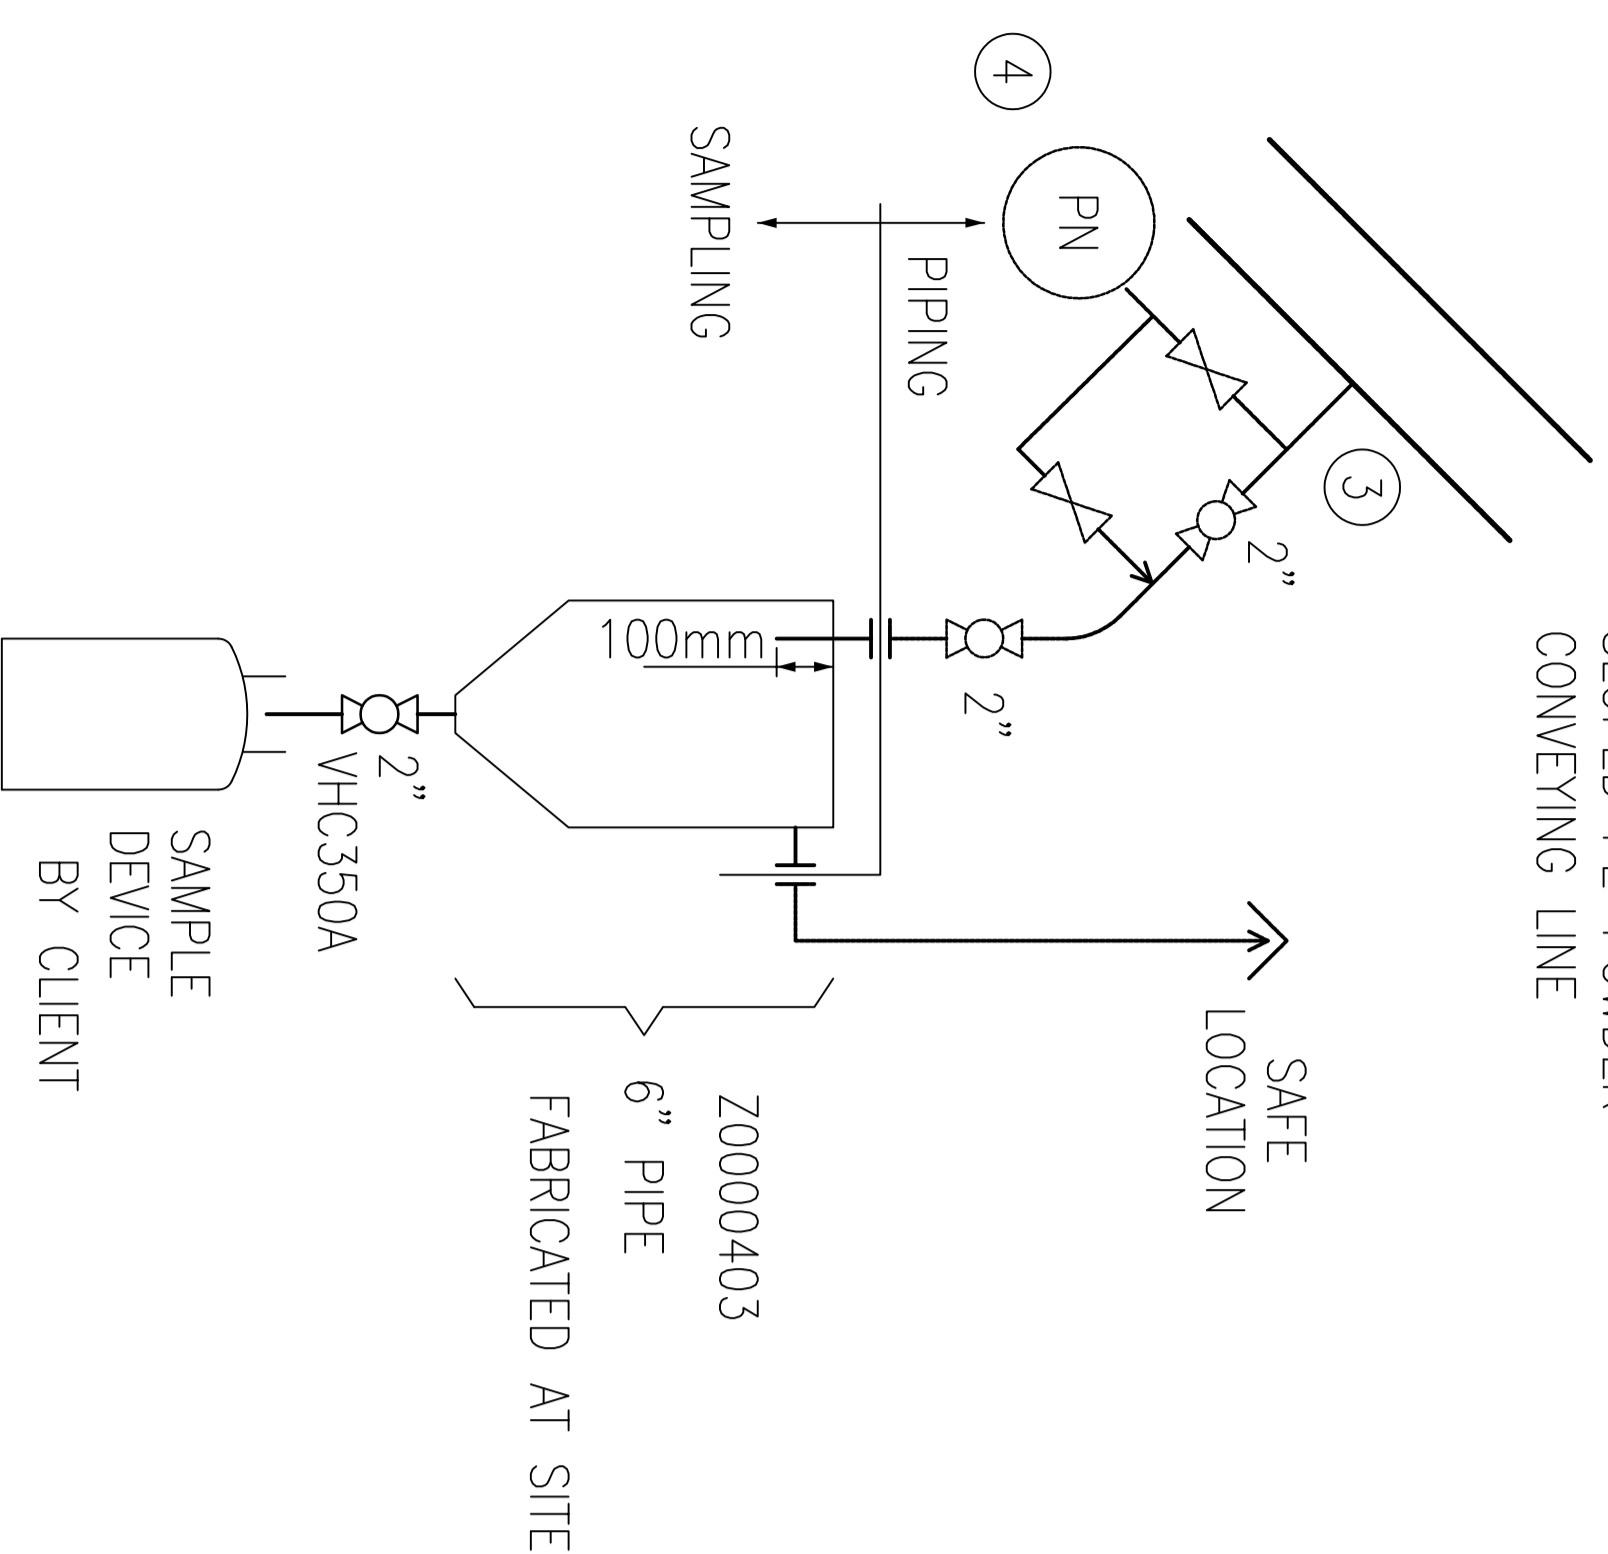 CONVEYING LINE
3
SAFE
LOCATION
2"
PN
4
2"
PIPING
SAMPLING
100mm
Z0000403
6" PIPE
FABRICATED AT SITE
2"
VHC350A
SAMPLE
DEVICE
BY CLIENT